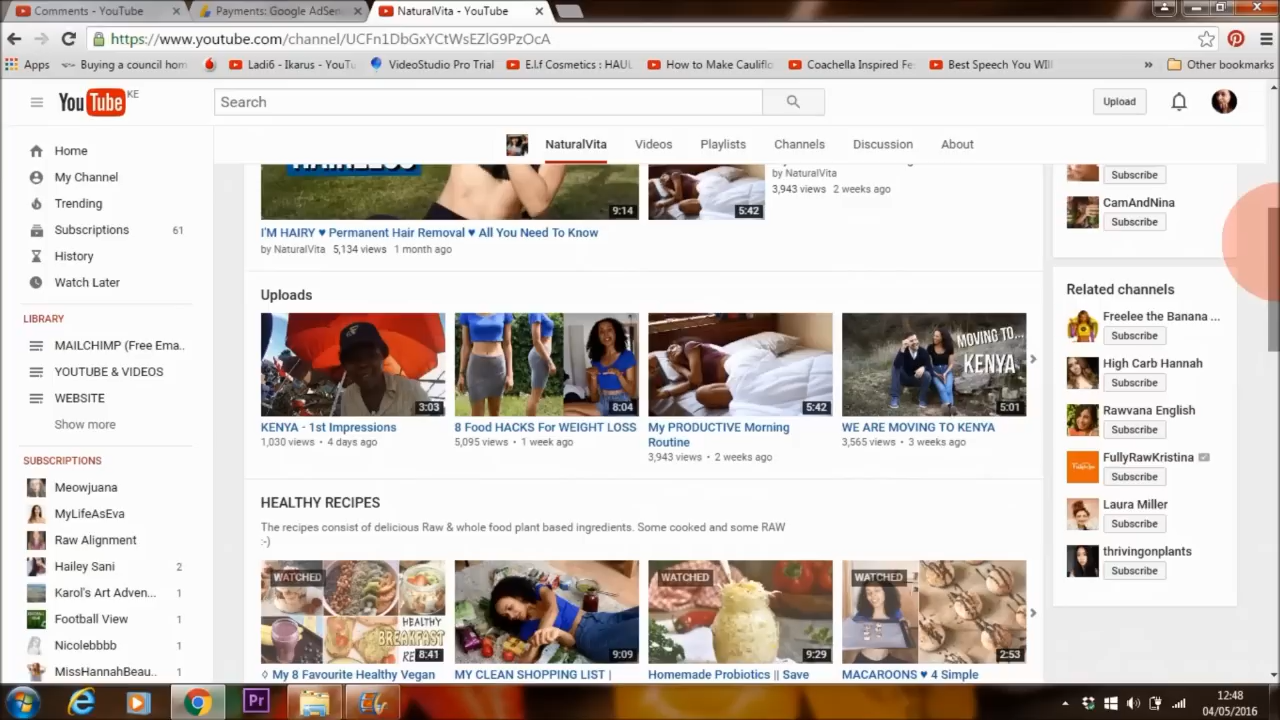 Comments - YouTube
Payments: Google AdSen
NaturalVita - YouTube
https://www.youtube.com/channel/UCFn1DbGxYCtWsEZlG9PzOcA
Apps
Buying a council hom
Ladi6 - Ikarus - YouTu
VideoStudio Pro Trial
E.l.f Cosmetics : HAUL
How to Make Cauliflo
Coachella Inspired Fe
Best Speech You Will
Other bookmarks
YouTube KE
Search
Upload
NaturalVita
Videos
Playlists
Channels
Discussion
About
Home
My Channel
Trending
Subscriptions 61
History
Watch Later
LIBRARY
MAILCHIMP (Free Ema..
YOUTUBE & VIDEOS
WEBSITE
Show more
SUBSCRIPTIONS
Meowjuana
MyLifeAsEva
Raw Alignment
Hailey Sani 2
Karol's Art Adven... 1
Football View 1
Nicolebbbb 1
MissHannahBeau.. 1
9:14
5:42
by NaturalVita
3,943 views 2 weeks ago
I'M HAIRY ♥ Permanent Hair Removal ♥ All You Need To Know
by NaturalVita 5,134 views 1 month ago
Uploads
3:03
KENYA - 1st Impressions
1,030 views • 4 days ago
8:04
8 Food HACKS For WEIGHT LOSS
5,095 views • 1 week ago
5:42
My PRODUCTIVE Morning
Routine
3,943 views • 2 weeks ago
MOVING TO...
KENYA
5:01
WE ARE MOVING TO KENYA
3,565 views • 3 weeks ago
HEALTHY RECIPES
The recipes consist of delicious Raw & whole food plant based ingredients. Some cooked and some RAW
:-)
WATCHED
HEALTHY
BREAKFAST
8:41
◊ My 8 Favourite Healthy Vegan
9:09
MY CLEAN SHOPPING LIST |
WATCHED
9:29
Homemade Probiotics || Save
WATCHED
2:53
MACAROONS ♥ 4 Simple
Subscribe
CamAndNina
Subscribe
Related channels
Freelee the Banana ...
Subscribe
High Carb Hannah
Subscribe
Rawvana English
Subscribe
FullyRawKristina
Subscribe
Laura Miller
Subscribe
thrivingonplants
Subscribe
Pr
12:48
04/05/2016